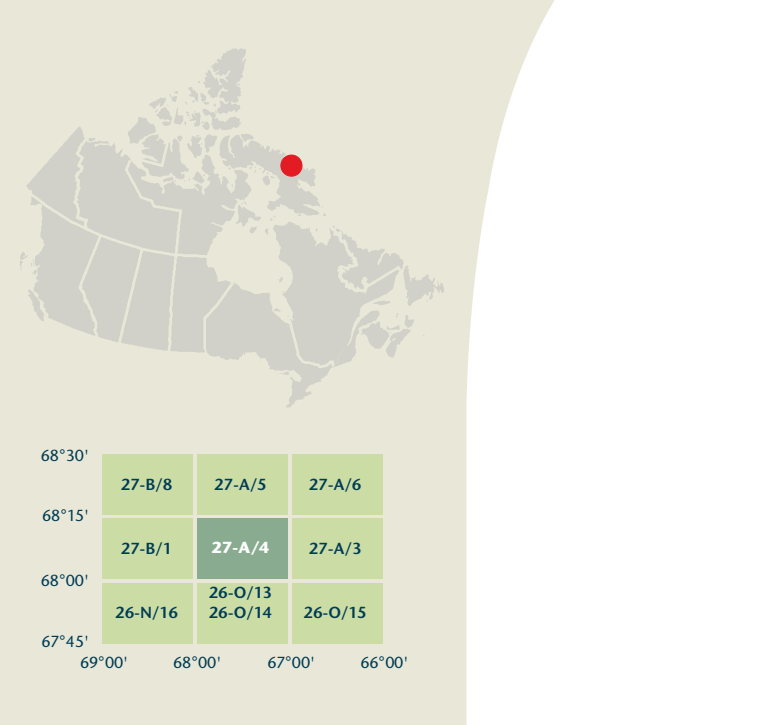 68°30'
27-B/8 27-A/5 27-A/6
68°15'
27-B/1 27-A/4 27-A/3
68°00'
26-O/13
26-N/16 26-O/14 26-O/15
67°45'
69°00' 68°00' 67°00' 66°00'